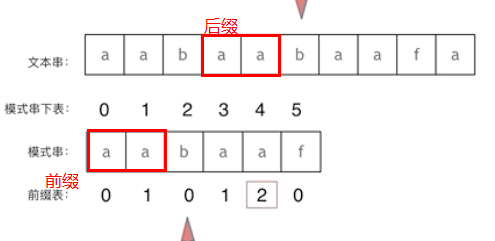 后缀
文本串: a a b a a b a a f a
模式串下表: 0 1 2 3 4 5
模式串: a a b a a f
前缀
前缀表: 0 1 0 1 2 0